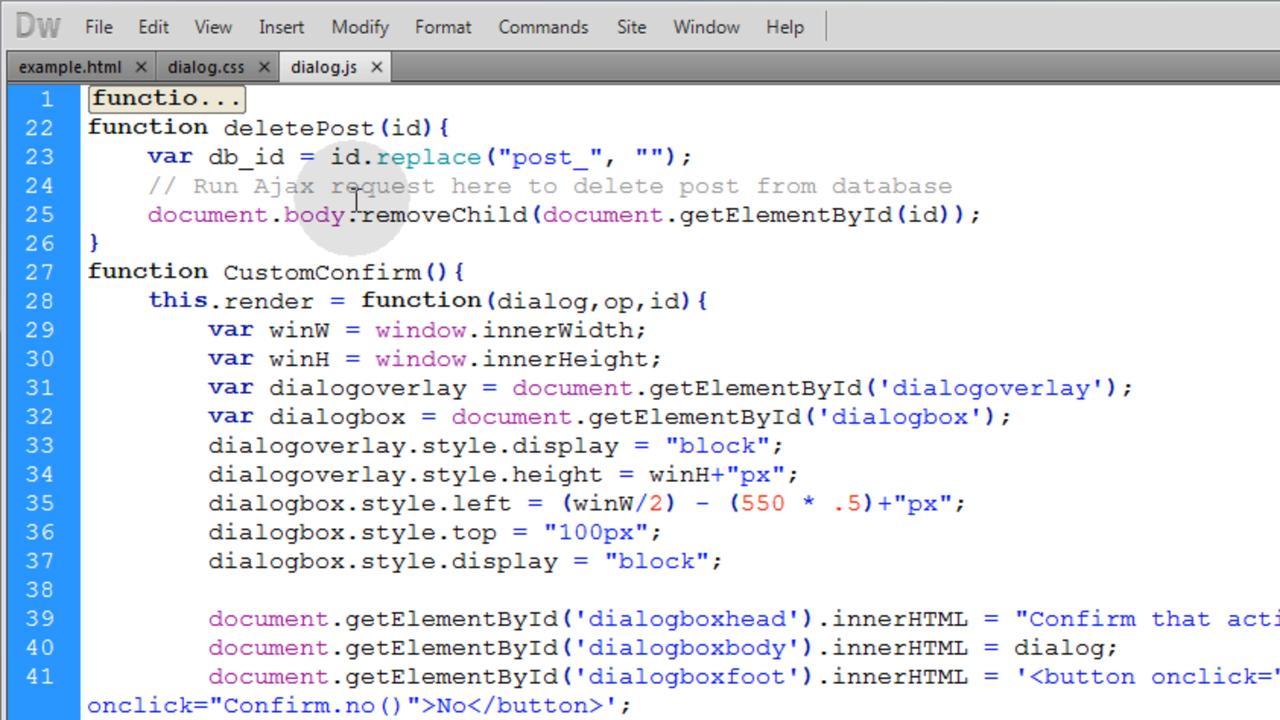 Dw File Edit View Insert Modify Format Commands Site Window Help
example.html × dialog.css × dialog.js ×
1 functio...
22 function deletePost(id){
23 var db_id = id.replace("post_", "");
24 // Run Ajax request here to delete post from database
25 document.body.removeChild(document.getElementById(id));
26 }
27 function CustomConfirm(){
28 this.render = function(dialog,op,id){
29 var winW = window.innerWidth;
30 var winH = window.innerHeight;
31 var dialogoverlay = document.getElementById('dialogoverlay');
32 var dialogbox = document.getElementById('dialogbox');
33 dialogoverlay.style.display = "block";
34 dialogoverlay.style.height = winH+"px";
35 dialogbox.style.left = (winW/2) - (550 * .5)+"px";
36 dialogbox.style.top = "100px";
37 dialogbox.style.display = "block";
38
39 document.getElementById('dialogboxhead').innerHTML = "Confirm that acti
40 document.getElementById('dialogboxbody').innerHTML = dialog;
41 document.getElementById('dialogboxfoot').innerHTML = '<button onclick="
onclick="Confirm.no()">No</button>';